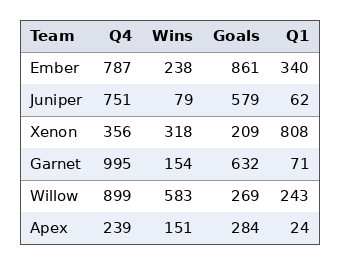 Team Q4 Wins Goals Q1
Ember 787 238 861 340
Juniper 751 79 579 62
Xenon 356 318 209 808
Garnet 995 154 632 71
Willow 899 583 269 243
Apex 239 151 284 24